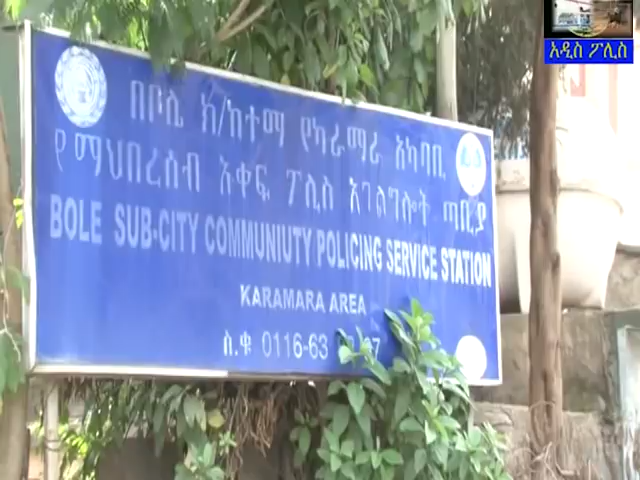 አዲስ ፖሊስ
በቦሌ ክ/ከተማ የካራማራ አካባቢ
የማህበረሰብ አቀፍ ፖሊስ አገልግሎት ጣቢያ
BOLE SUB-CITY COMMUNIUTY POLICING SERVICE STATION
KARAMARA AREA
ስ.ቁ 0116-63